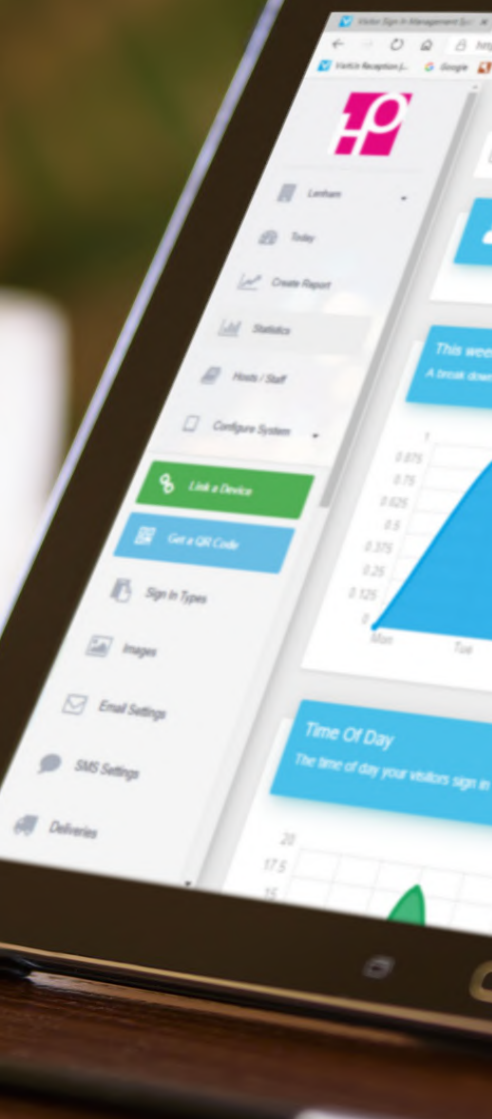 Visitor Sign In Management Sy
VisitUs Reception |...
Google
Lenham
Today
Create Report
Statistics
Hosts / Staff
Configure System
Link a Device
Get a QR Code
Sign In Types
Images
Email Settings
SMS Settings
Deliveries
This wee
A break down
1
0.875
0.75
0.625
0.5
0.375
0.25
0.125
0
Mon
Tue
Time Of Day
The time of day your visitors sign in
20
17.5
15